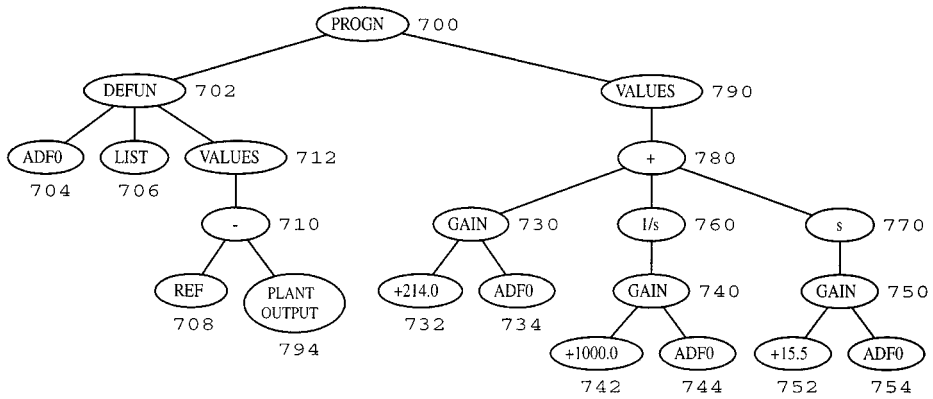 PROGN 700
DEFUN 702 VALUES 790
ADF0 LIST VALUES 712 + 780
704 706
- 710 GAIN 730 1/s 760 s 770
REF PLANT OUTPUT +214.0 ADF0 GAIN 740 GAIN 750
708 794 732 734
+1000.0 ADF0 +15.5 ADF0
742 744 752 754